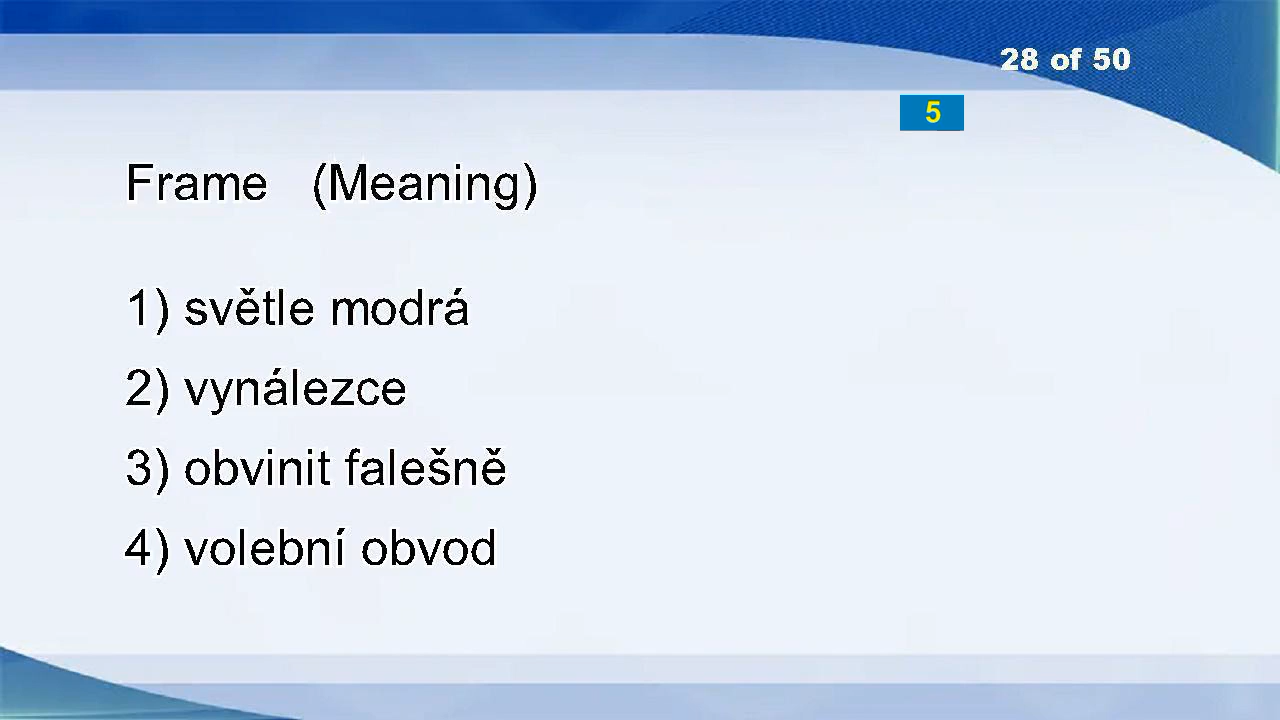 28 of 50
5
Frame (Meaning)
1) světle modrá
2) vynálezce
3) obvinit falešně
4) volební obvod